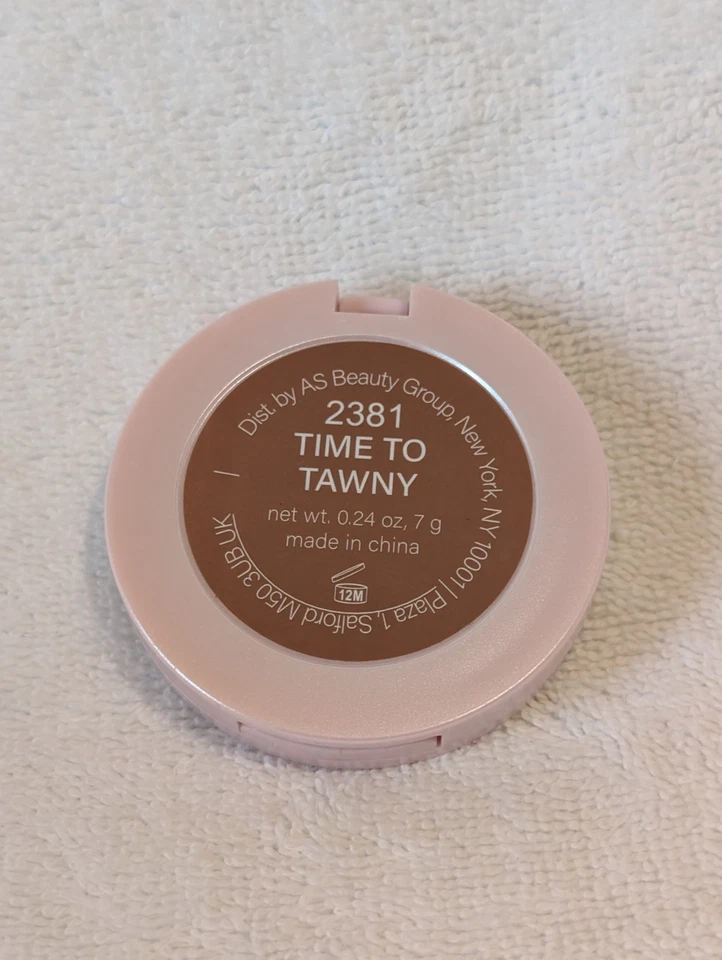 Dist. by AS Beauty Group, New York, NY 10001 | Plaza 1, Salford M50 3UB UK |
2381
TIME TO
TAWNY
net wt. 0.24 oz, 7 g
made in china
12M